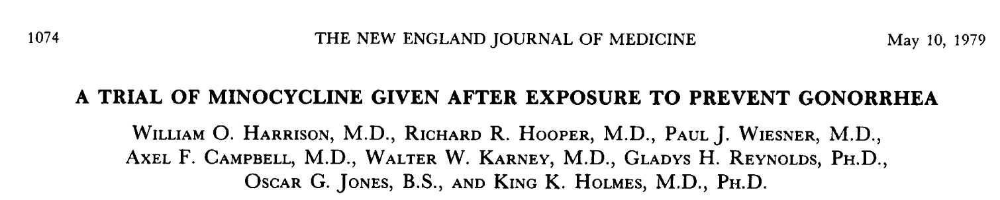 1074 THE NEW ENGLAND JOURNAL OF MEDICINE May 10, 1979
A TRIAL OF MINOCYCLINE GIVEN AFTER EXPOSURE TO PREVENT GONORRHEA
WILLIAM O. HARRISON, M.D., RICHARD R. HOOPER, M.D., PAUL J. WIESNER, M.D.,
AXEL F. CAMPBELL, M.D., WALTER W. KARNEY, M.D., GLADYS H. REYNOLDS, PH.D.,
OSCAR G. JONES, B.S., AND KING K. HOLMES, M.D., PH.D.